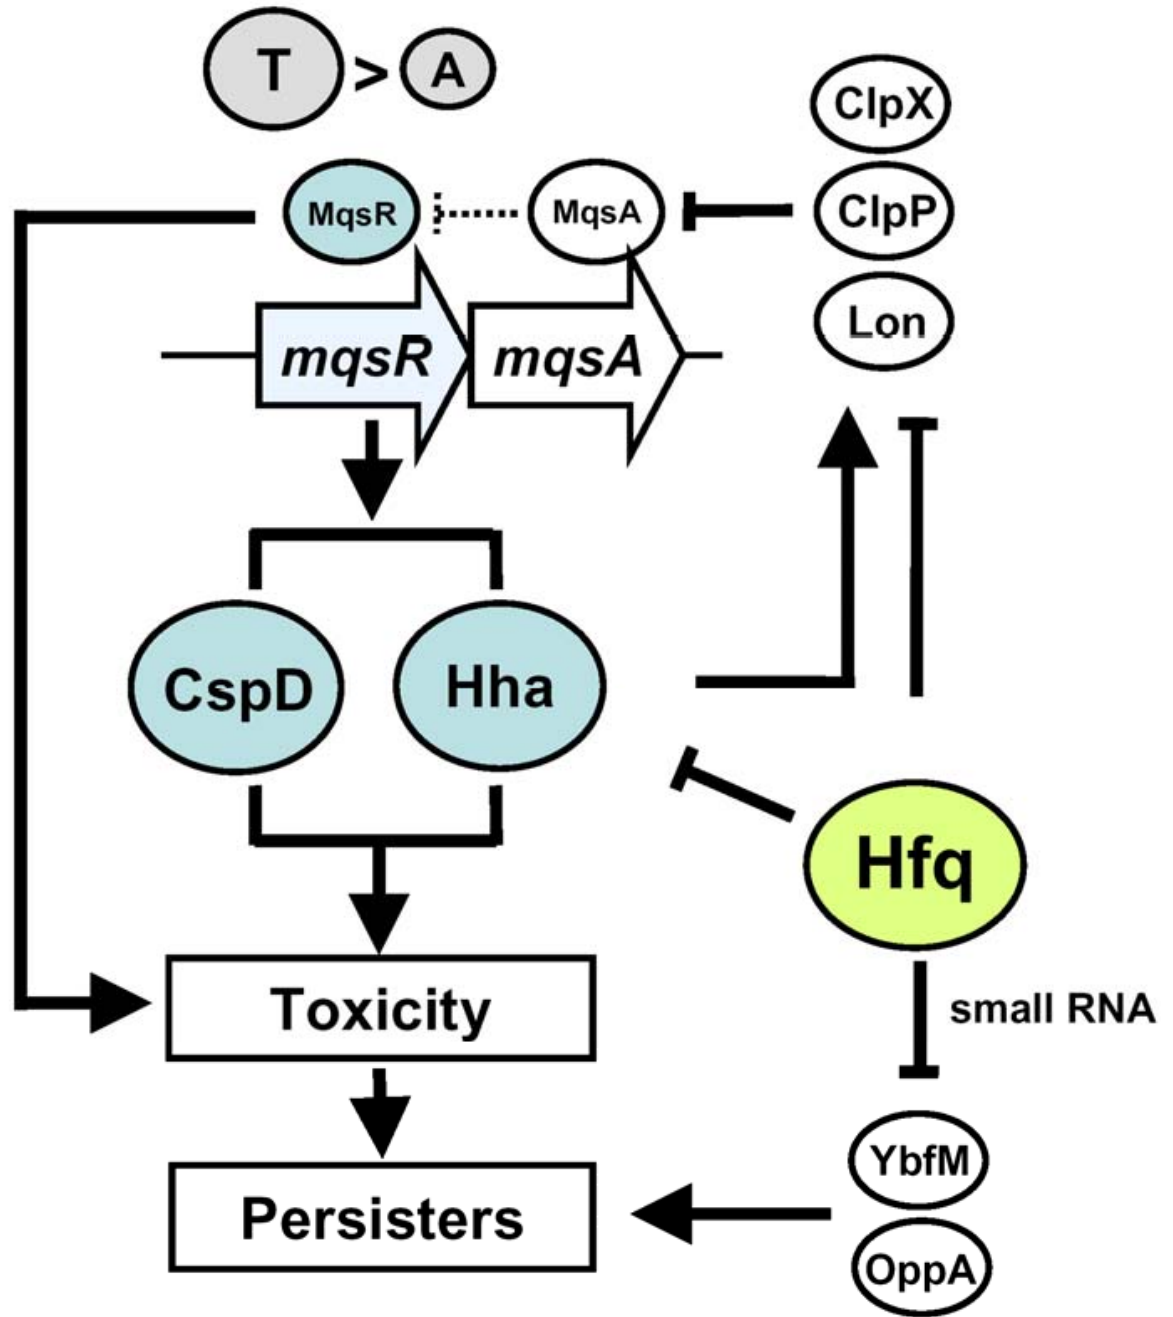 T > A
ClpX
MqsR
MqsA
ClpP
Lon
mqsR
mqsA
CspD
Hha
Hfq
Toxicity
small RNA
YbfM
Persisters
OppA